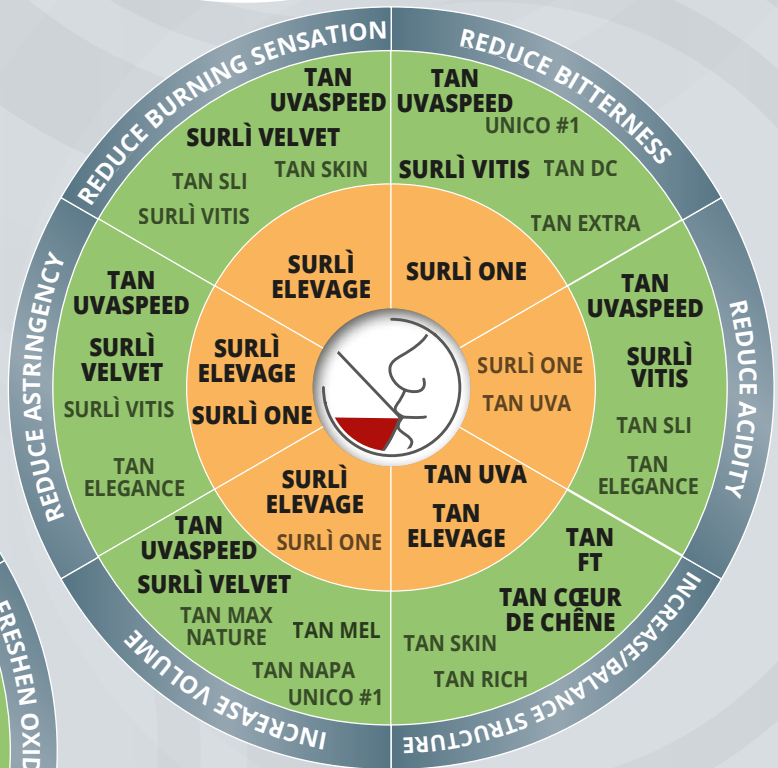 REDUCE BURNING SENSATION
TAN
UVASPEED
SURLÌ VELVET
TAN SKIN
TAN SLI
SURLÌ VITIS
SURLÌ
ELEVAGE
REDUCE BITTERNESS
TAN
UVASPEED
UNICO #1
SURLÌ VITIS
TAN DC
TAN EXTRA
SURLÌ ONE
REDUCE ACIDITY
TAN
UVASPEED
SURLÌ
VITIS
TAN SLI
TAN
ELEGANCE
SURLÌ ONE
TAN UVA
INCREASE/BALANCE STRUCTURE
TAN UVA
TAN
ELEVAGE
TAN
FT
TAN CŒUR
DE CHÊNE
TAN SKIN
TAN RICH
INCREASE VOLUME
SURLÌ
ELEVAGE
SURLÌ ONE
TAN
UVASPEED
SURLÌ VELVET
TAN MAX
NATURE
TAN MEL
TAN NAPA
UNICO #1
REDUCE ASTRINGENCY
TAN
UVASPEED
SURLÌ
VELVET
SURLÌ VITIS
TAN
ELEGANCE
SURLÌ
ELEVAGE
SURLÌ ONE
FRESHEN OXID